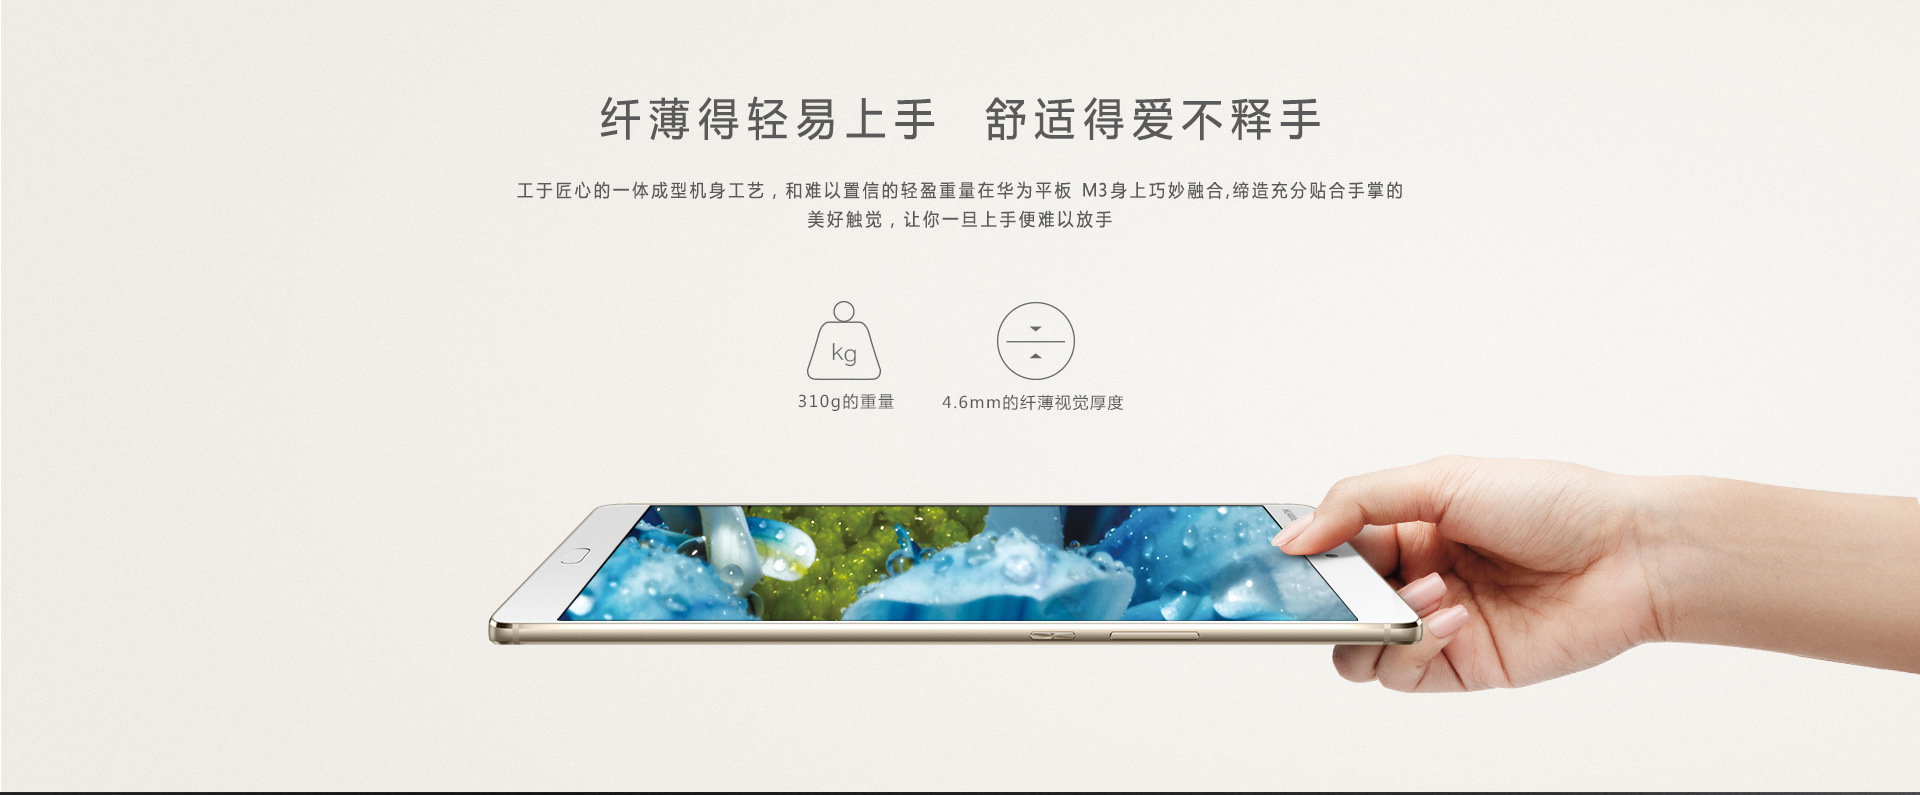 纤薄得轻易上手 舒适得爱不释手
工于匠心的一体成型机身工艺，和难以置信的轻盈重量在华为平板 M3身上巧妙融合,缔造充分贴合手掌的
美好触觉，让你一旦上手便难以放手
kg
310g的重量 4.6mm的纤薄视觉厚度